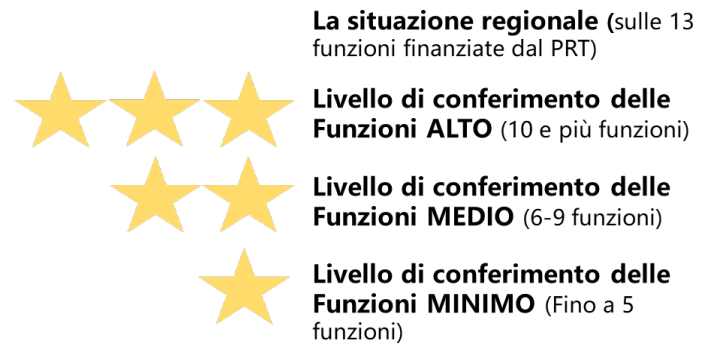 La situazione regionale (sulle 13
funzioni finanziate dal PRT)
Livello di conferimento delle
Funzioni ALTO (10 e più funzioni)
Livello di conferimento delle
Funzioni MEDIO (6-9 funzioni)
Livello di conferimento delle
Funzioni MINIMO (Fino a 5
funzioni)